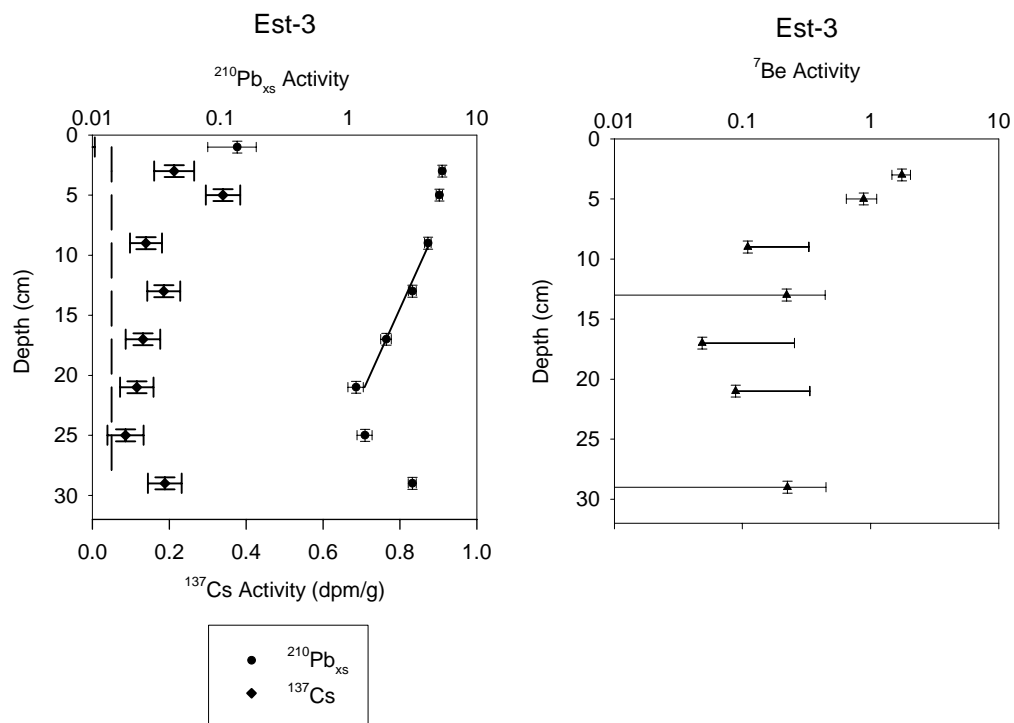 Est-3
²¹⁰Pbₓₛ Activity
0.01 0.1 1 10
0
5
10
15
20
25
30
Depth (cm)
0.0 0.2 0.4 0.6 0.8 1.0
¹³⁷Cs Activity (dpm/g)
²¹⁰Pbₓₛ
¹³⁷Cs
Est-3
⁷Be Activity
0.01 0.1 1 10
0
5
10
15
20
25
30
Depth (cm)